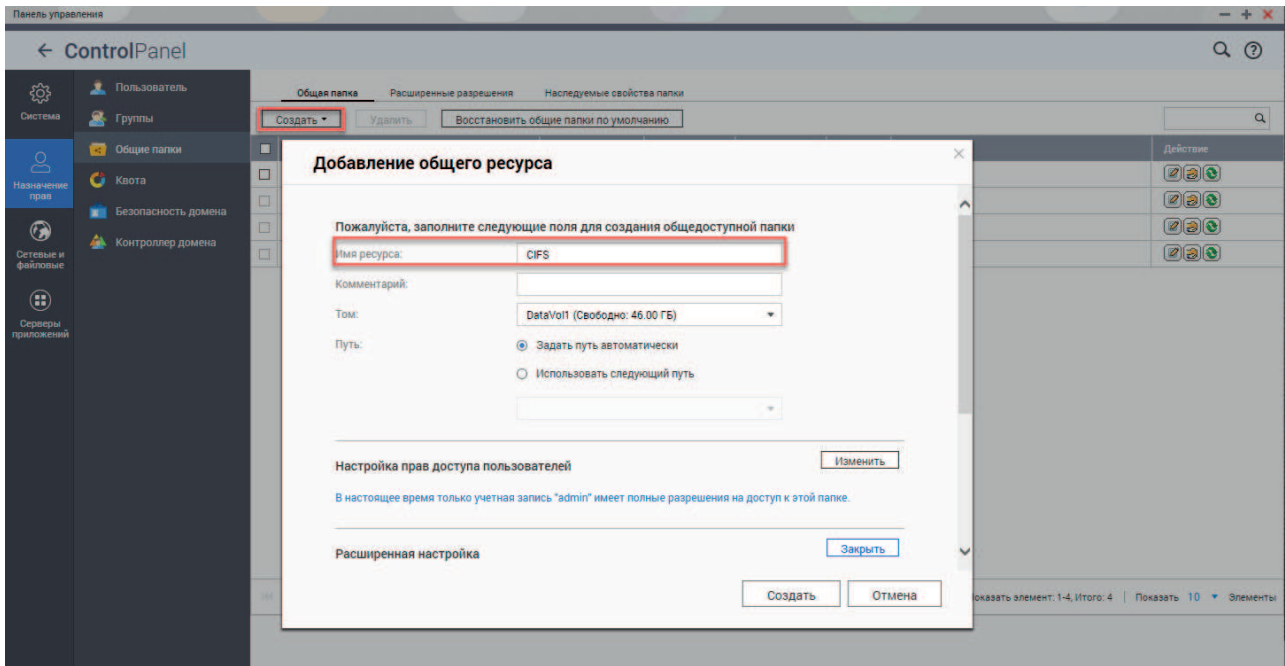 Панель управления
ControlPanel
Система
Назначение прав
Сетевые и файловые
Серверы приложений
Пользователь
Группы
Общие папки
Квота
Безопасность домена
Контроллер домена
Общая папка Расширенные разрешения Наследуемые свойства папки
Создать Удалить Восстановить общие папки по умолчанию
Действие
Добавление общего ресурса
Пожалуйста, заполните следующие поля для создания общедоступной папки
Имя ресурса: CIFS
Комментарий:
Том: DataVol1 (Свободно: 46.00 ГБ)
Путь: Задать путь автоматически
Использовать следующий путь
Настройка прав доступа пользователей Изменить
В настоящее время только учетная запись "admin" имеет полные разрешения на доступ к этой папке.
Расширенная настройка Закрыть
Создать Отмена
элемент: 1-4, Итого: 4 | Показать 10 Элементы